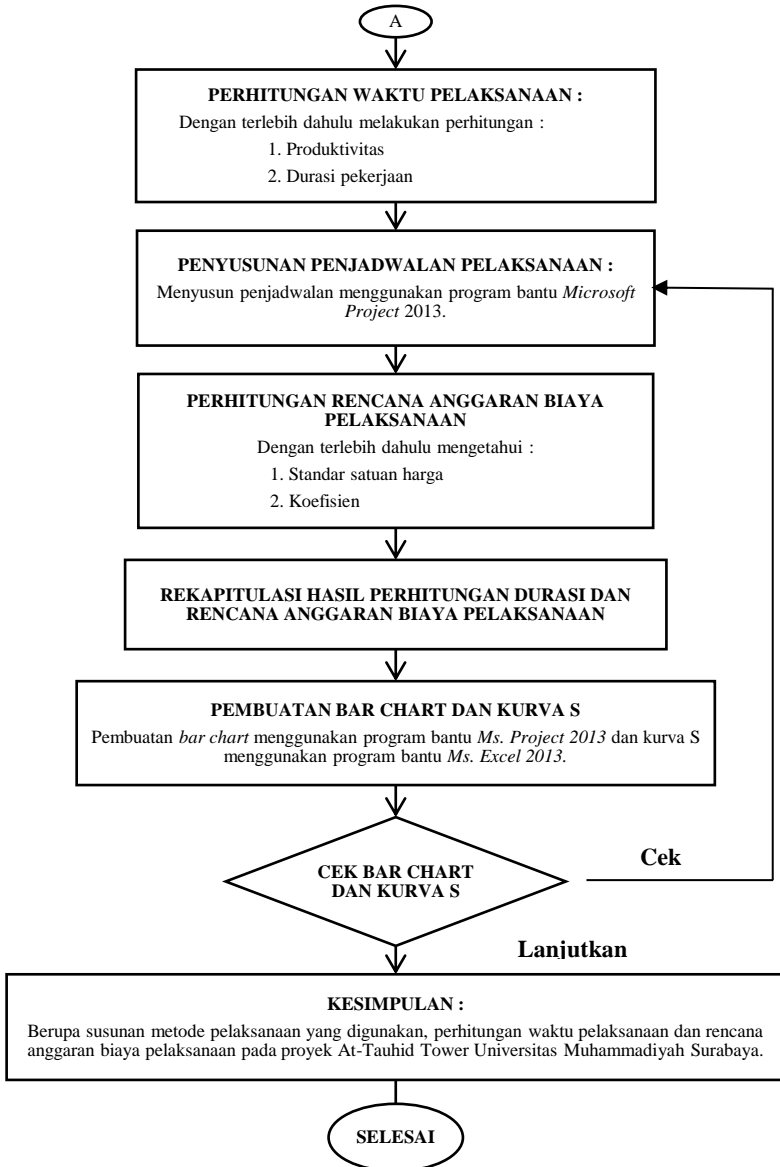 A
PERHITUNGAN WAKTU PELAKSANAAN :
Dengan terlebih dahulu melakukan perhitungan :
1. Produktivitas
2. Durasi pekerjaan
PENYUSUNAN PENJADWALAN PELAKSANAAN :
Menyusun penjadwalan menggunakan program bantu Microsoft
Project 2013.
PERHITUNGAN RENCANA ANGGARAN BIAYA
PELAKSANAAN
Dengan terlebih dahulu mengetahui :
1. Standar satuan harga
2. Koefisien
REKAPITULASI HASIL PERHITUNGAN DURASI DAN
RENCANA ANGGARAN BIAYA PELAKSANAAN
PEMBUATAN BAR CHART DAN KURVA S
Pembuatan bar chart menggunakan program bantu Ms. Project 2013 dan kurva S
menggunakan program bantu Ms. Excel 2013.
CEK BAR CHART
DAN KURVA S
Cek
Lanjutkan
KESIMPULAN :
Berupa susunan metode pelaksanaan yang digunakan, perhitungan waktu pelaksanaan dan rencana
anggaran biaya pelaksanaan pada proyek At-Tauhid Tower Universitas Muhammadiyah Surabaya.
SELESAI